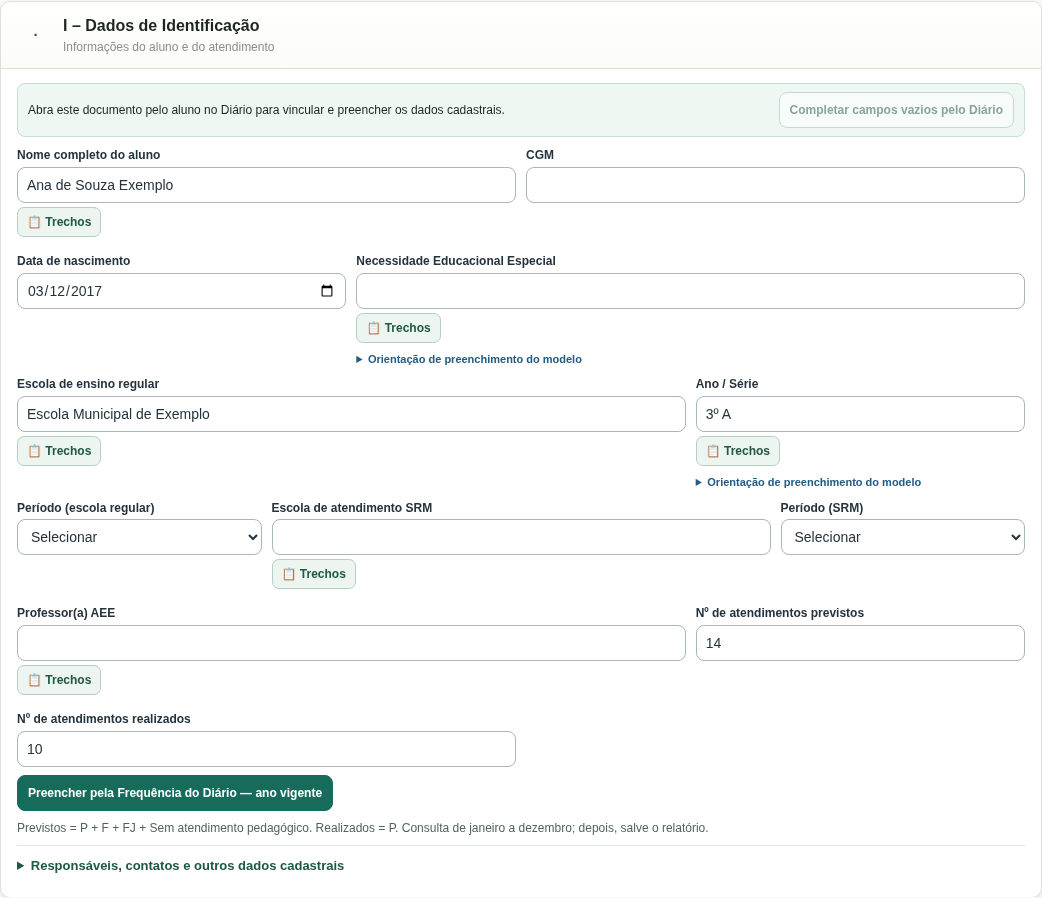 I – Dados de Identificação
Informações do aluno e do atendimento
Abra este documento pelo aluno no Diário para vincular e preencher os dados cadastrais.
Completar campos vazios pelo Diário
Nome completo do aluno
CGM
Ana de Souza Exemplo
Trechos
Data de nascimento
Necessidade Educacional Especial
03/12/2017
Trechos
Orientação de preenchimento do modelo
Escola de ensino regular
Ano / Série
Escola Municipal de Exemplo
3º A
Trechos
Trechos
Orientação de preenchimento do modelo
Período (escola regular)
Escola de atendimento SRM
Período (SRM)
Selecionar
Selecionar
Trechos
Professor(a) AEE
Nº de atendimentos previstos
14
Trechos
Nº de atendimentos realizados
10
Preencher pela Frequência do Diário — ano vigente
Previstos = P + F + FJ + Sem atendimento pedagógico. Realizados = P. Consulta de janeiro a dezembro; depois, salve o relatório.
Responsáveis, contatos e outros dados cadastrais